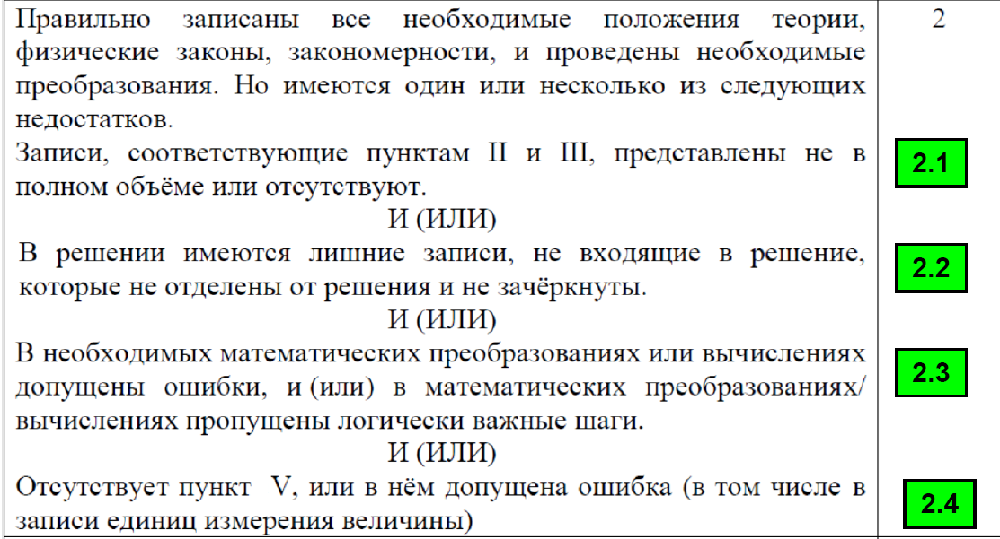 Правильно записаны все необходимые положения теории, 2
физические законы, закономерности, и проведены необходимые
преобразования. Но имеются один или несколько из следующих
недостатков.
Записи, соответствующие пунктам II и III, представлены не в 2.1
полном объёме или отсутствуют.
И (ИЛИ)
В решении имеются лишние записи, не входящие в решение, 2.2
которые не отделены от решения и не зачёркнуты.
И (ИЛИ)
В необходимых математических преобразованиях или вычислениях 2.3
допущены ошибки, и (или) в математических преобразованиях/
вычислениях пропущены логически важные шаги.
И (ИЛИ)
Отсутствует пункт V, или в нём допущена ошибка (в том числе в 2.4
записи единиц измерения величины)